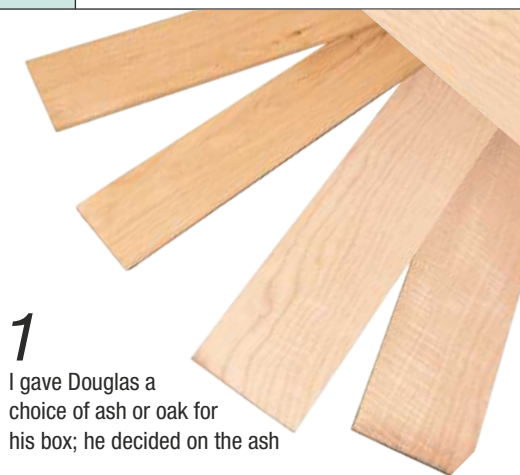 1
I gave Douglas a
choice of ash or oak for
his box; he decided on the ash